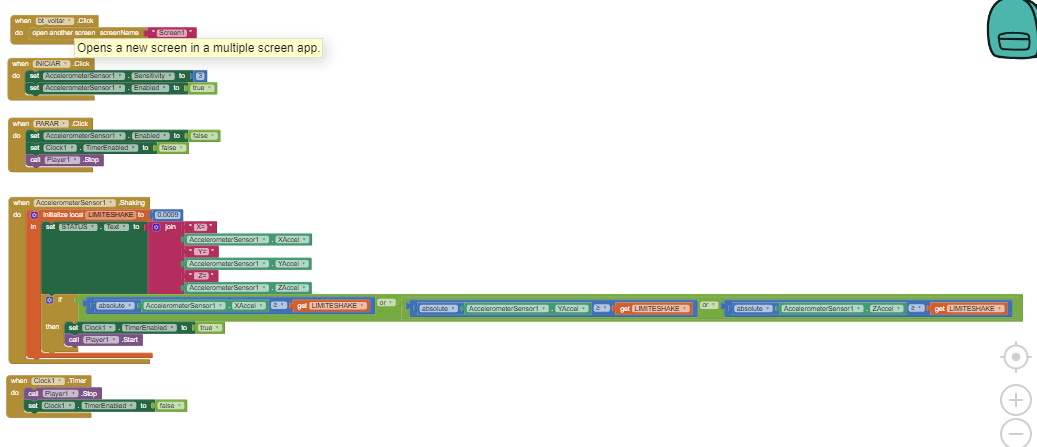 when bt_voltar .Click
do open another screen screenName " Screen1 "
Opens a new screen in a multiple screen app.
when INICIAR .Click
do set AccelerometerSensor1 . Sensitivity to 3
set AccelerometerSensor1 . Enabled to true
when PARAR .Click
do set AccelerometerSensor1 . Enabled to false
set Clock1 . TimerEnabled to false
call Player1 .Stop
when AccelerometerSensor1 .Shaking
do initialize local LIMITESHAKE to 0.0009
in set STATUS . Text to join " X= "
AccelerometerSensor1 . XAccel
" Y= "
AccelerometerSensor1 . YAccel
" Z= "
AccelerometerSensor1 . ZAccel
if absolute AccelerometerSensor1 . XAccel ≥ get LIMITESHAKE or absolute AccelerometerSensor1 . YAccel ≥ get LIMITESHAKE or absolute AccelerometerSensor1 . ZAccel ≥ get LIMITESHAKE
then set Clock1 . TimerEnabled to true
call Player1 .Start
when Clock1 .Timer
do call Player1 .Stop
set Clock1 . TimerEnabled to false